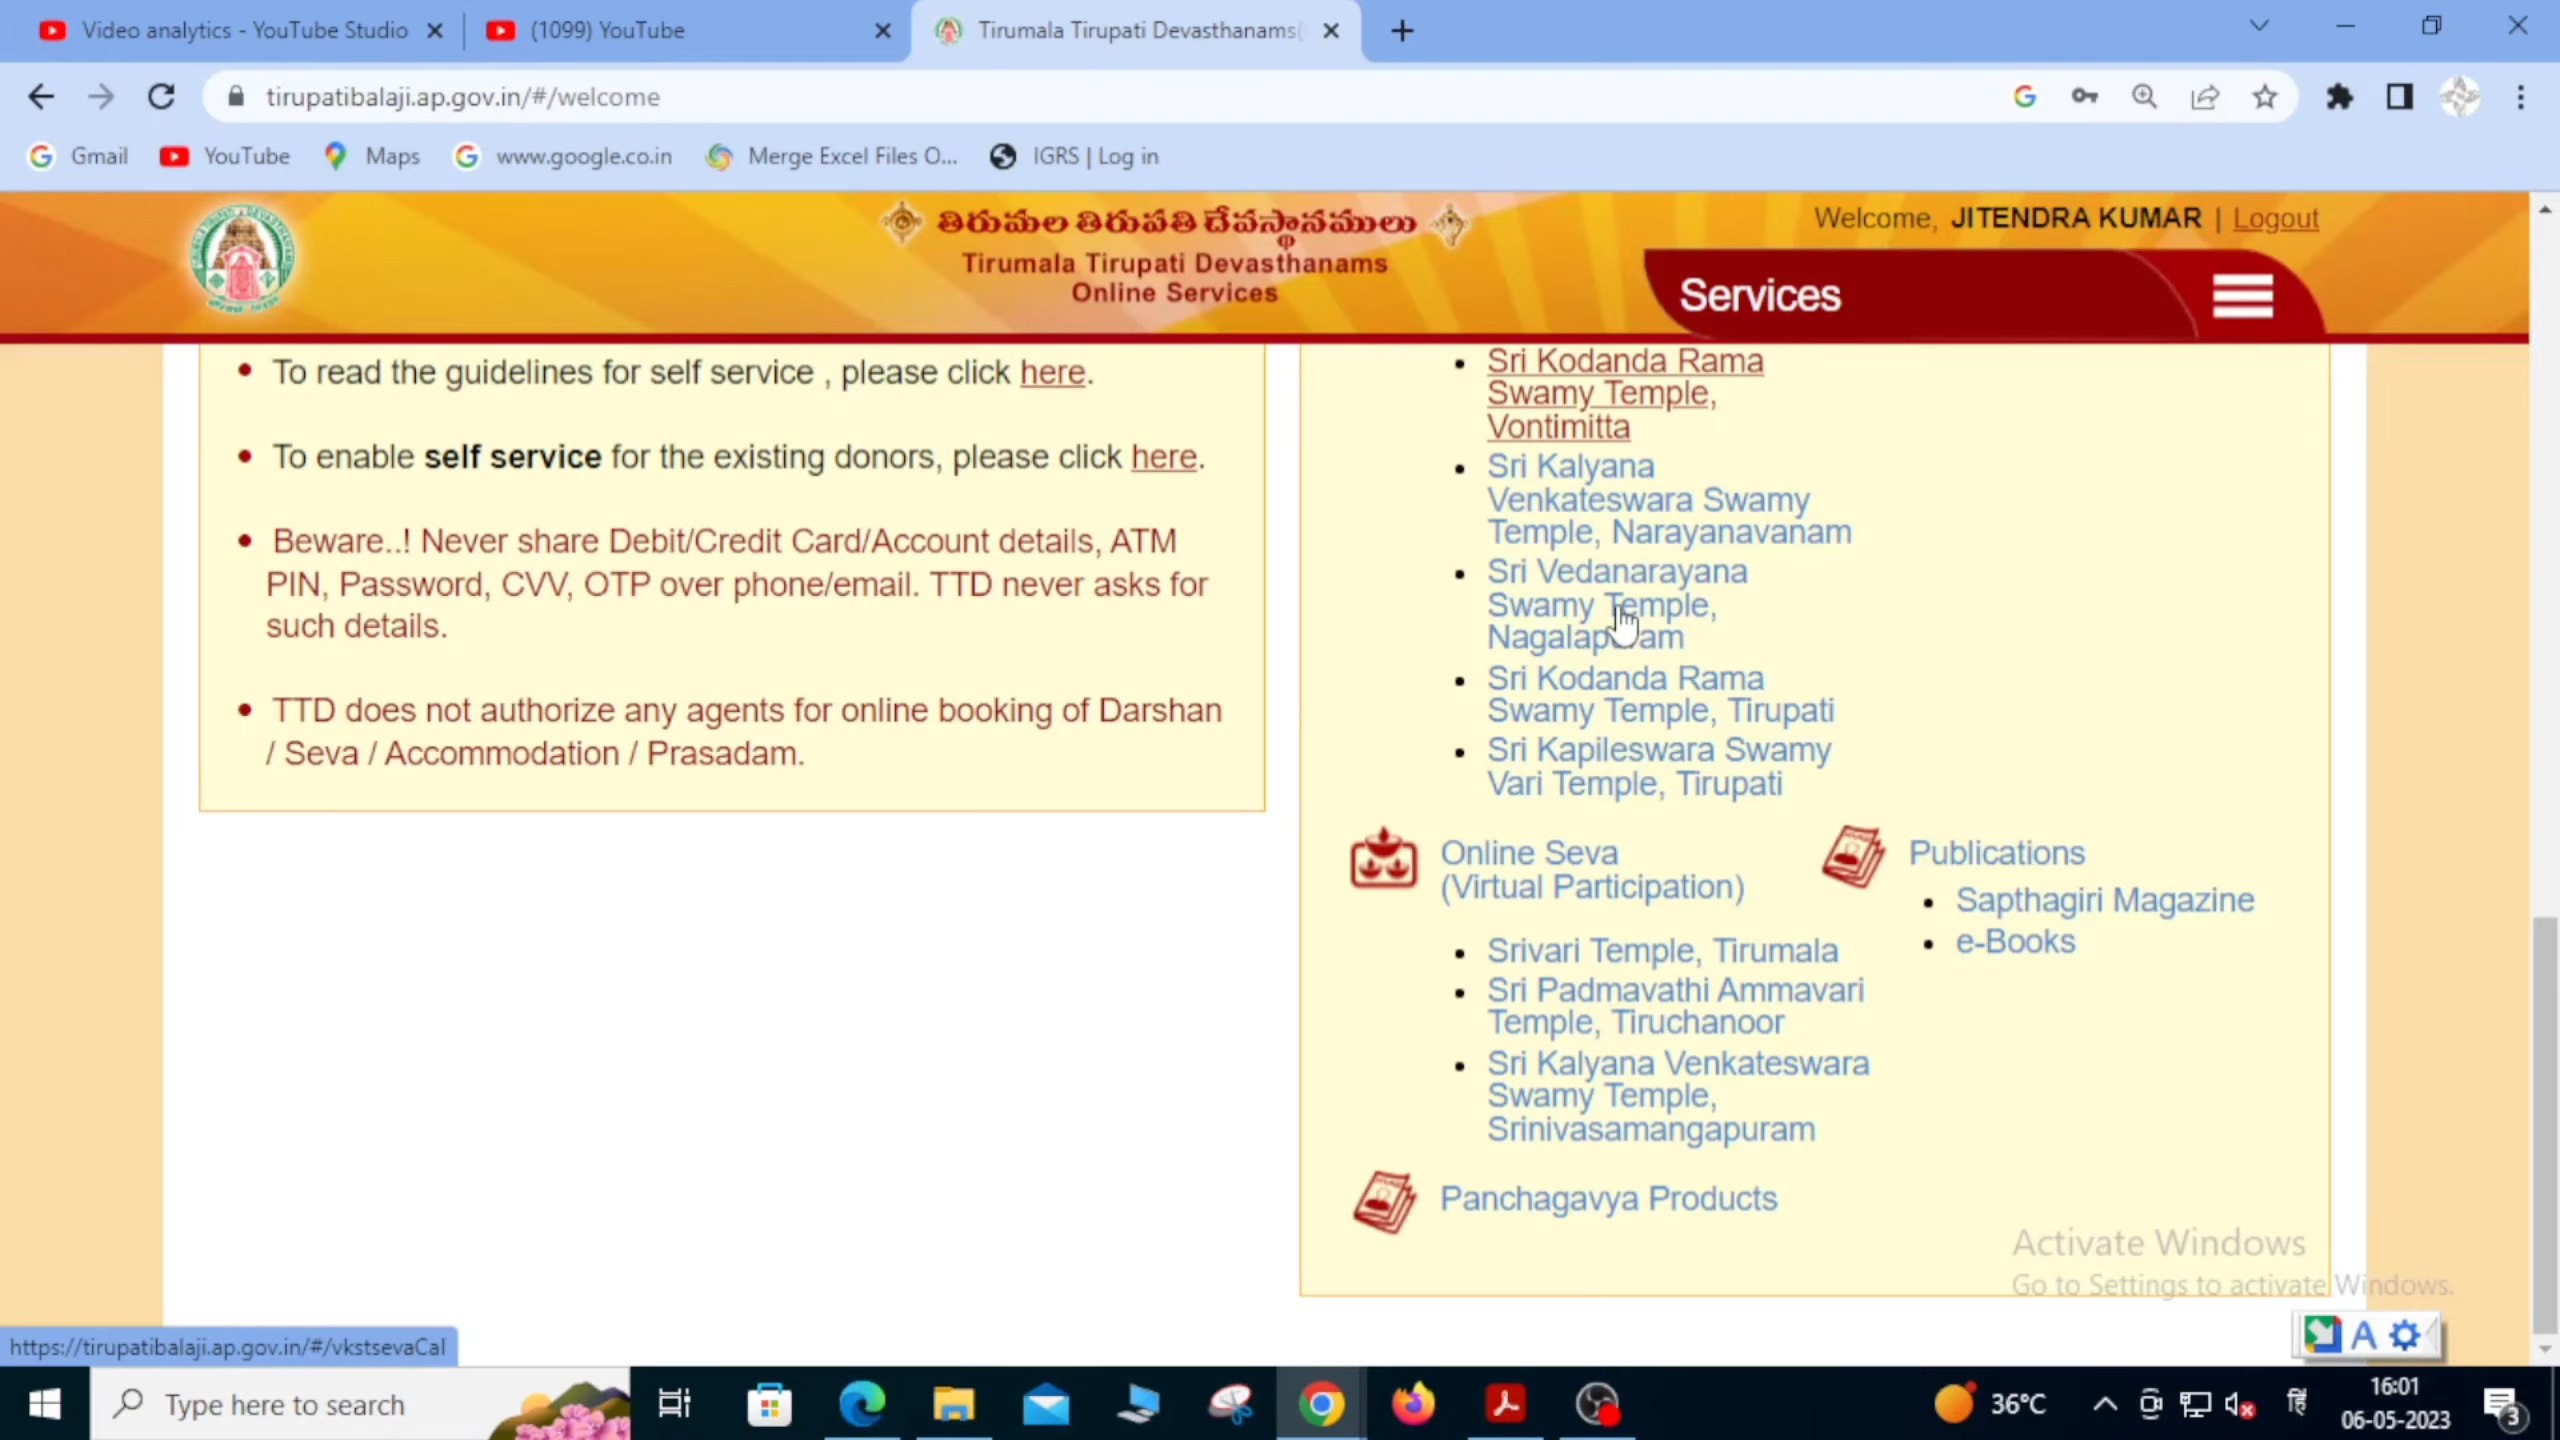 Video analytics - YouTube Studio
(1099) YouTube
Tirumala Tirupati Devasthanams(
tirupatibalaji.ap.gov.in/#/welcome
Gmail
YouTube
Maps
www.google.co.in
Merge Excel Files O...
IGRS | Log in
తిరుమల తిరుపతి దేవస్థానములు
Tirumala Tirupati Devasthanams
Online Services
Welcome, JITENDRA KUMAR | Logout
Services
To read the guidelines for self service , please click here.
To enable self service for the existing donors, please click here.
Beware..! Never share Debit/Credit Card/Account details, ATM
PIN, Password, CVV, OTP over phone/email. TTD never asks for
such details.
TTD does not authorize any agents for online booking of Darshan
/ Seva / Accommodation / Prasadam.
Sri Kodanda Rama
Swamy Temple,
Vontimitta
Sri Kalyana
Venkateswara Swamy
Temple, Narayanavanam
Sri Vedanarayana
Swamy Temple,
Nagalapuram
Sri Kodanda Rama
Swamy Temple, Tirupati
Sri Kapileswara Swamy
Vari Temple, Tirupati
Online Seva
(Virtual Participation)
Srivari Temple, Tirumala
Sri Padmavathi Ammavari
Temple, Tiruchanoor
Sri Kalyana Venkateswara
Swamy Temple,
Srinivasamangapuram
Publications
Sapthagiri Magazine
e-Books
Panchagavya Products
Activate Windows
Go to Settings to activate Windows.
A
https://tirupatibalaji.ap.gov.in/#/vkstsevaCal
Type here to search
36°C
हिं
16:01
06-05-2023
3